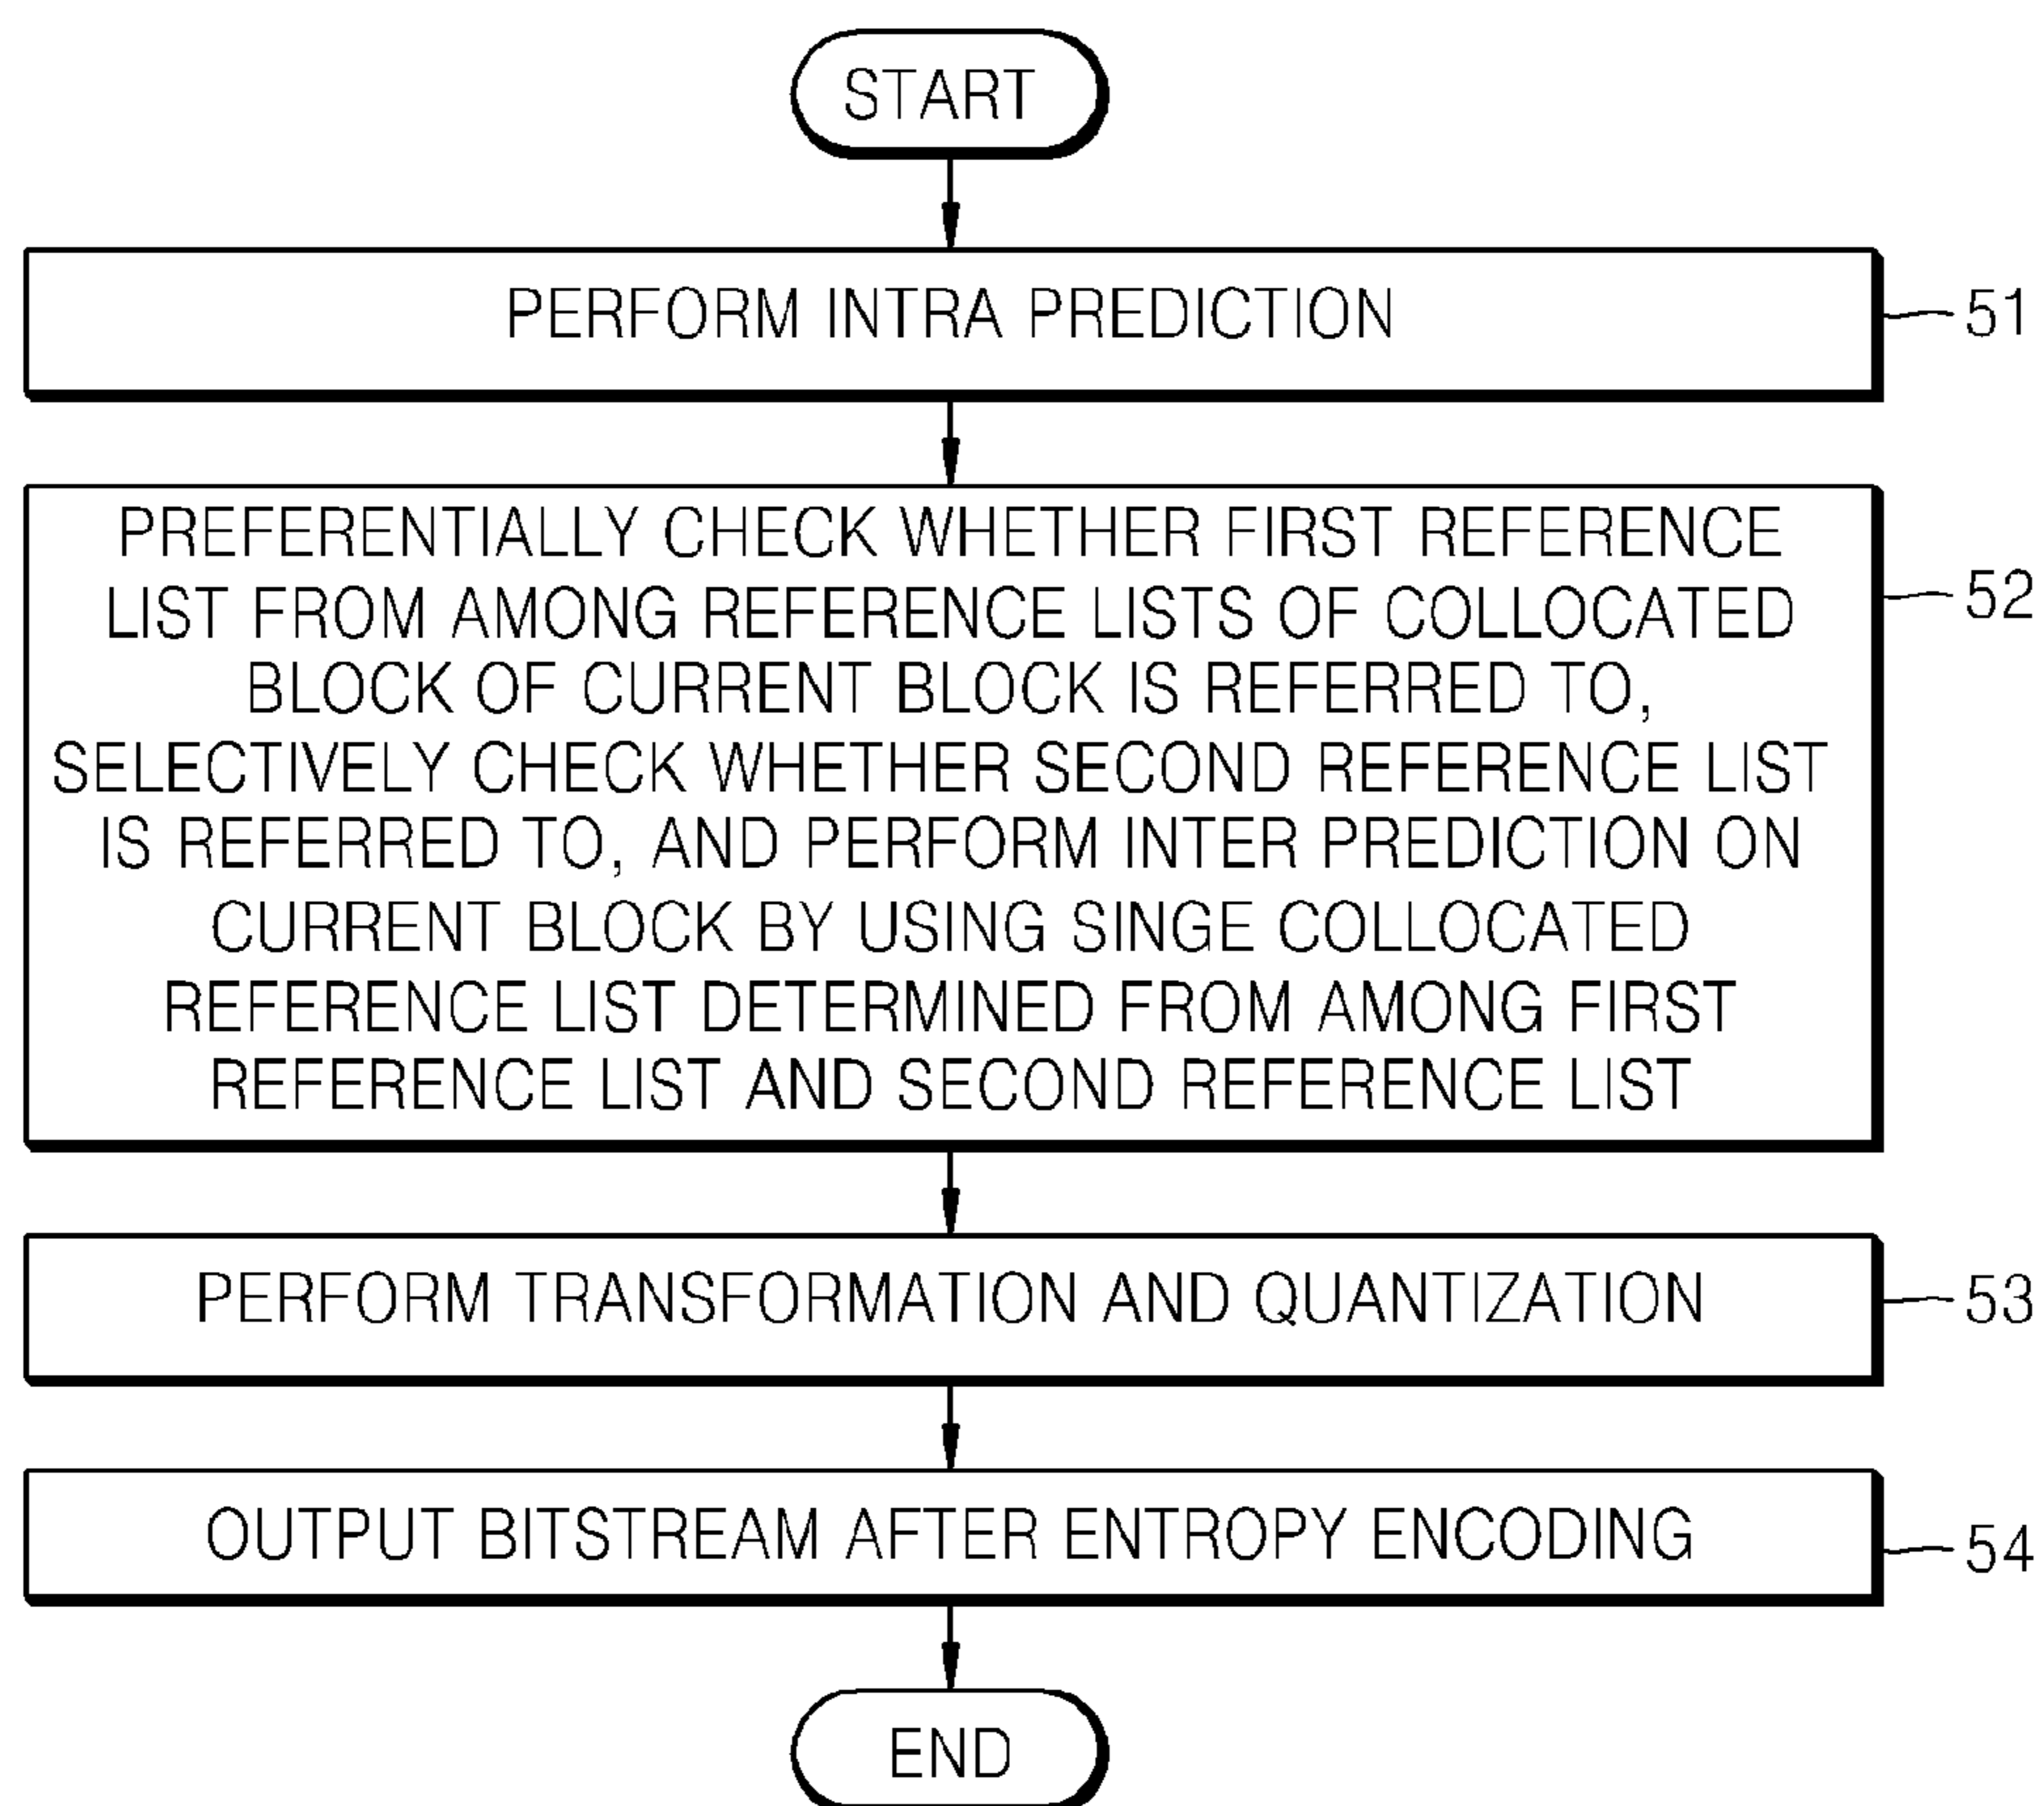 START
PERFORM INTRA PREDICTION
51
PREFERENTIALLY CHECK WHETHER FIRST REFERENCE
LIST FROM AMONG REFERENCE LISTS OF COLLOCATED
BLOCK OF CURRENT BLOCK IS REFERRED TO,
SELECTIVELY CHECK WHETHER SECOND REFERENCE LIST
IS REFERRED TO, AND PERFORM INTER PREDICTION ON
CURRENT BLOCK BY USING SINGE COLLOCATED
REFERENCE LIST DETERMINED FROM AMONG FIRST
REFERENCE LIST AND SECOND REFERENCE LIST
52
PERFORM TRANSFORMATION AND QUANTIZATION
53
OUTPUT BITSTREAM AFTER ENTROPY ENCODING
54
END